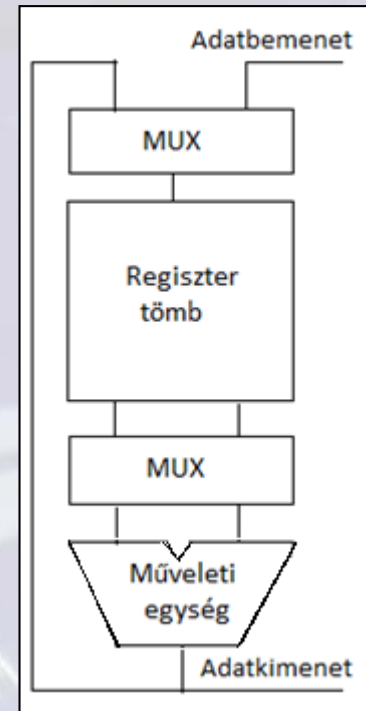 Adatbemenet
MUX
Regiszter
tömb
MUX
Műveleti
egység
Adatkimenet